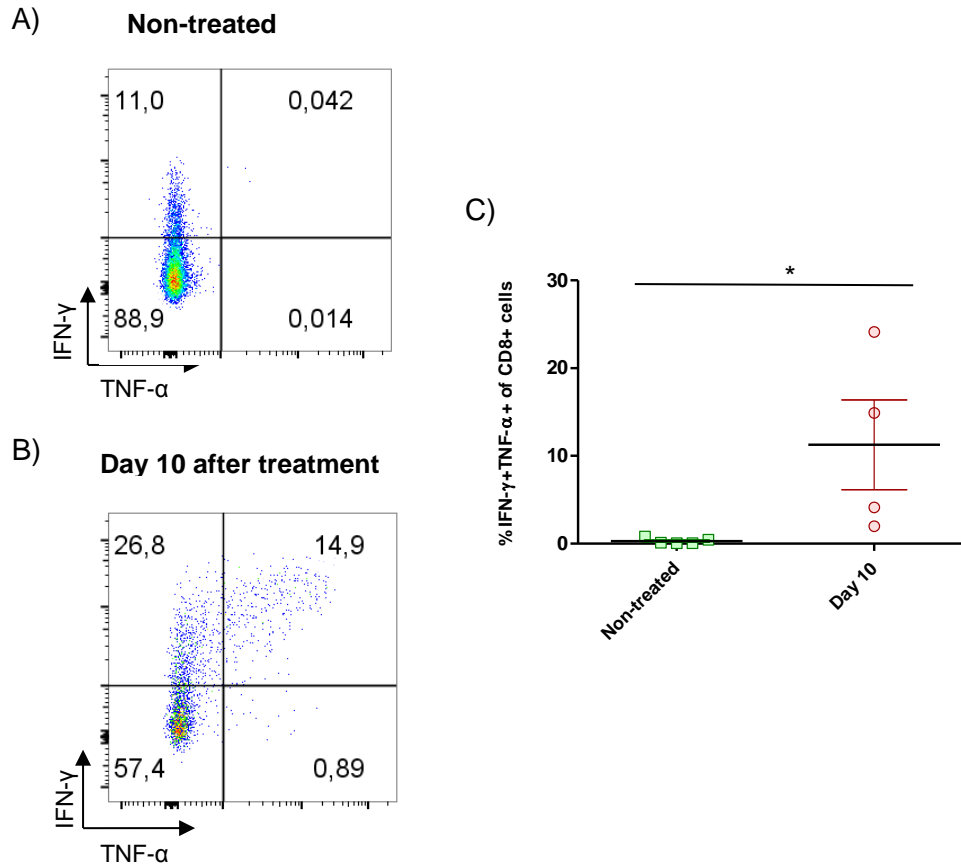 A)
Non-treated
11,0
0,042
88,9
0,014
IFN-γ
TNF-α
B)
Day 10 after treatment
26,8
14,9
57,4
0,89
IFN-γ
TNF-α
C)
*
%IFN-γ+TNF-α+ of CD8+ cells
30
20
10
0
Non-treated
Day 10